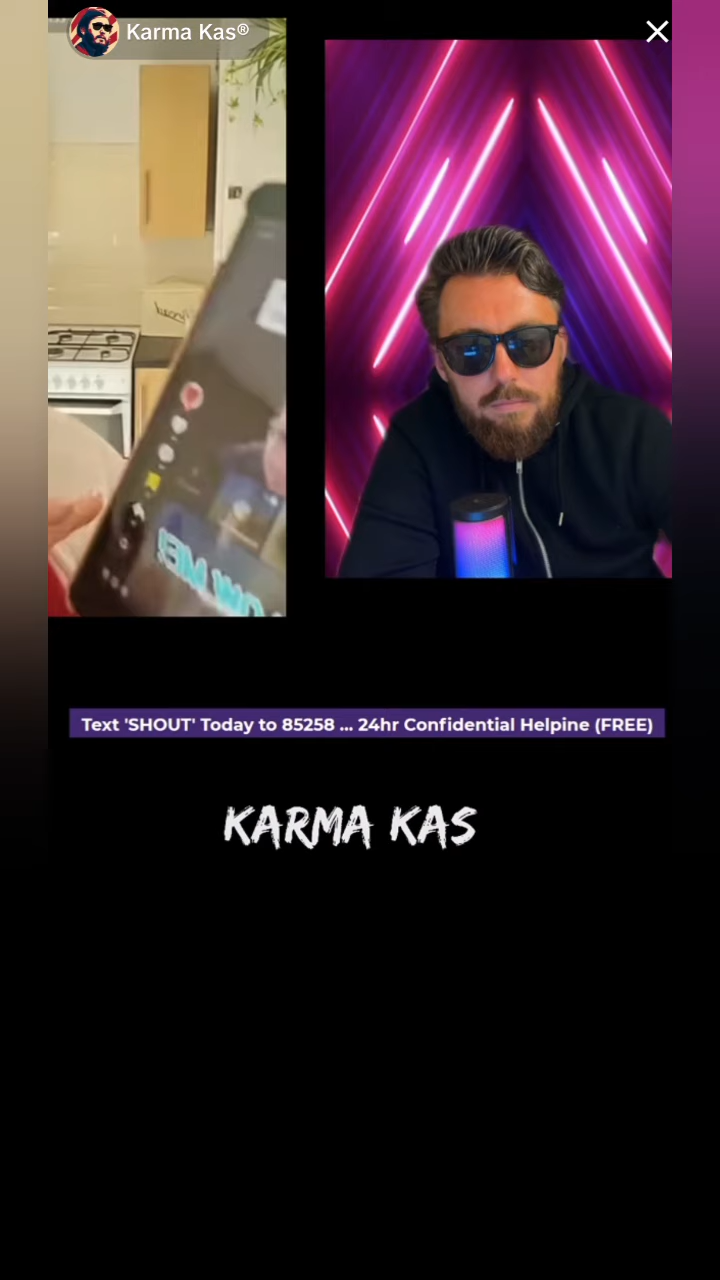 Karma Kas®
Text 'SHOUT' Today to 85258 ... 24hr Confidential Helpine (FREE)
KARMA KAS